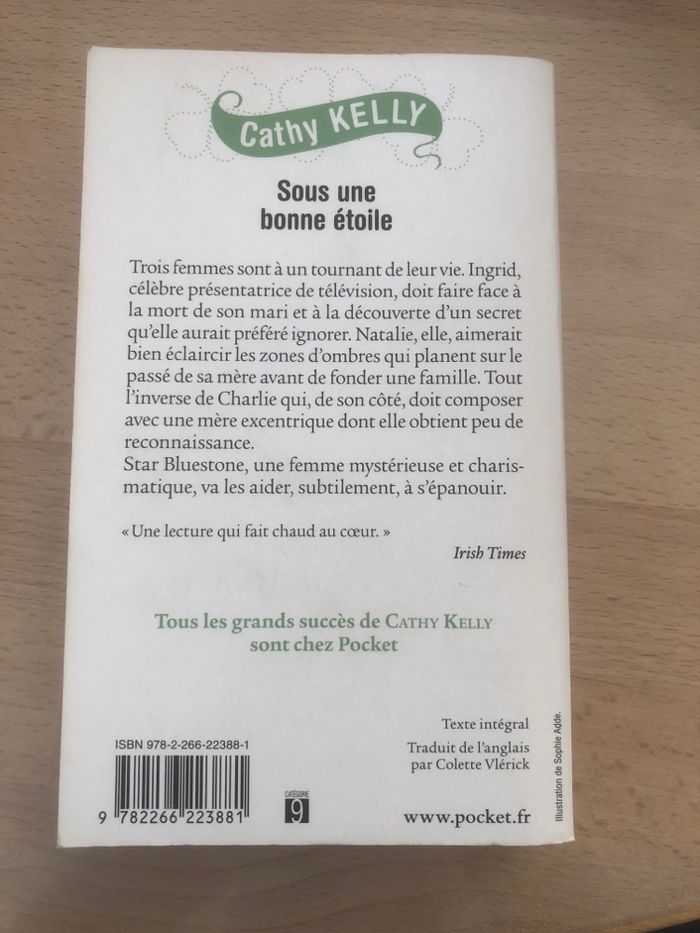 Cathy KELLY
Sous une
bonne étoile
Trois femmes sont à un tournant de leur vie. Ingrid,
célèbre présentatrice de télévision, doit faire face à
la mort de son mari et à la découverte d'un secret
qu'elle aurait préféré ignorer. Natalie, elle, aimerait
bien éclaircir les zones d'ombres qui planent sur le
passé de sa mère avant de fonder une famille. Tout
l'inverse de Charlie qui, de son côté, doit composer
avec une mère excentrique dont elle obtient peu de
reconnaissance.
Star Bluestone, une femme mystérieuse et charis-
matique, va les aider, subtilement, à s'épanouir.
« Une lecture qui fait chaud au cœur. »
Irish Times
Tous les grands succès de CATHY KELLY
sont chez Pocket
Texte intégral
Traduit de l'anglais
par Colette Vlérick
www.pocket.fr
ISBN 978-2-266-22388-1
9 782266 223881
CATÉGORIE
9
Illustration de Sophie Adde.